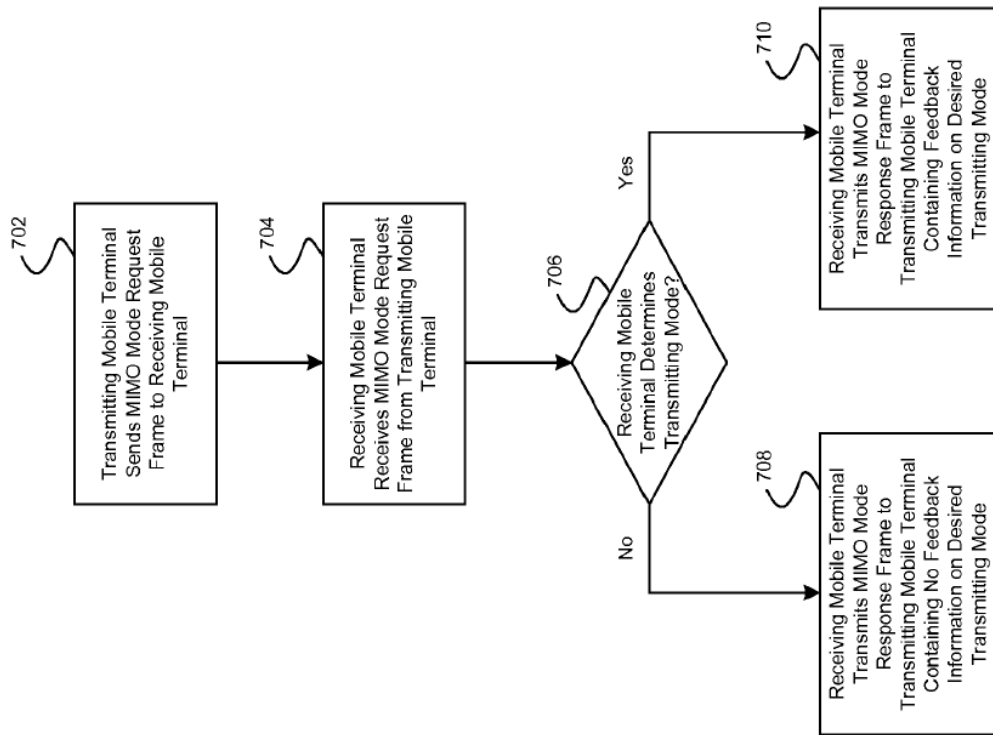 702
Transmitting Mobile Terminal
Sends MIMO Mode Request
Frame to Receiving Mobile
Terminal
704
Receiving Mobile Terminal
Receives MIMO Mode Request
Frame from Transmitting Mobile
Terminal
706
Receiving Mobile
Terminal Determines
Transmitting Mode?
No
Yes
708
Receiving Mobile Terminal
Transmits MIMO Mode
Response Frame to
Transmitting Mobile Terminal
Containing No Feedback
Information on Desired
Transmitting Mode
710
Receiving Mobile Terminal
Transmits MIMO Mode
Response Frame to
Transmitting Mobile Terminal
Containing Feedback
Information on Desired
Transmitting Mode